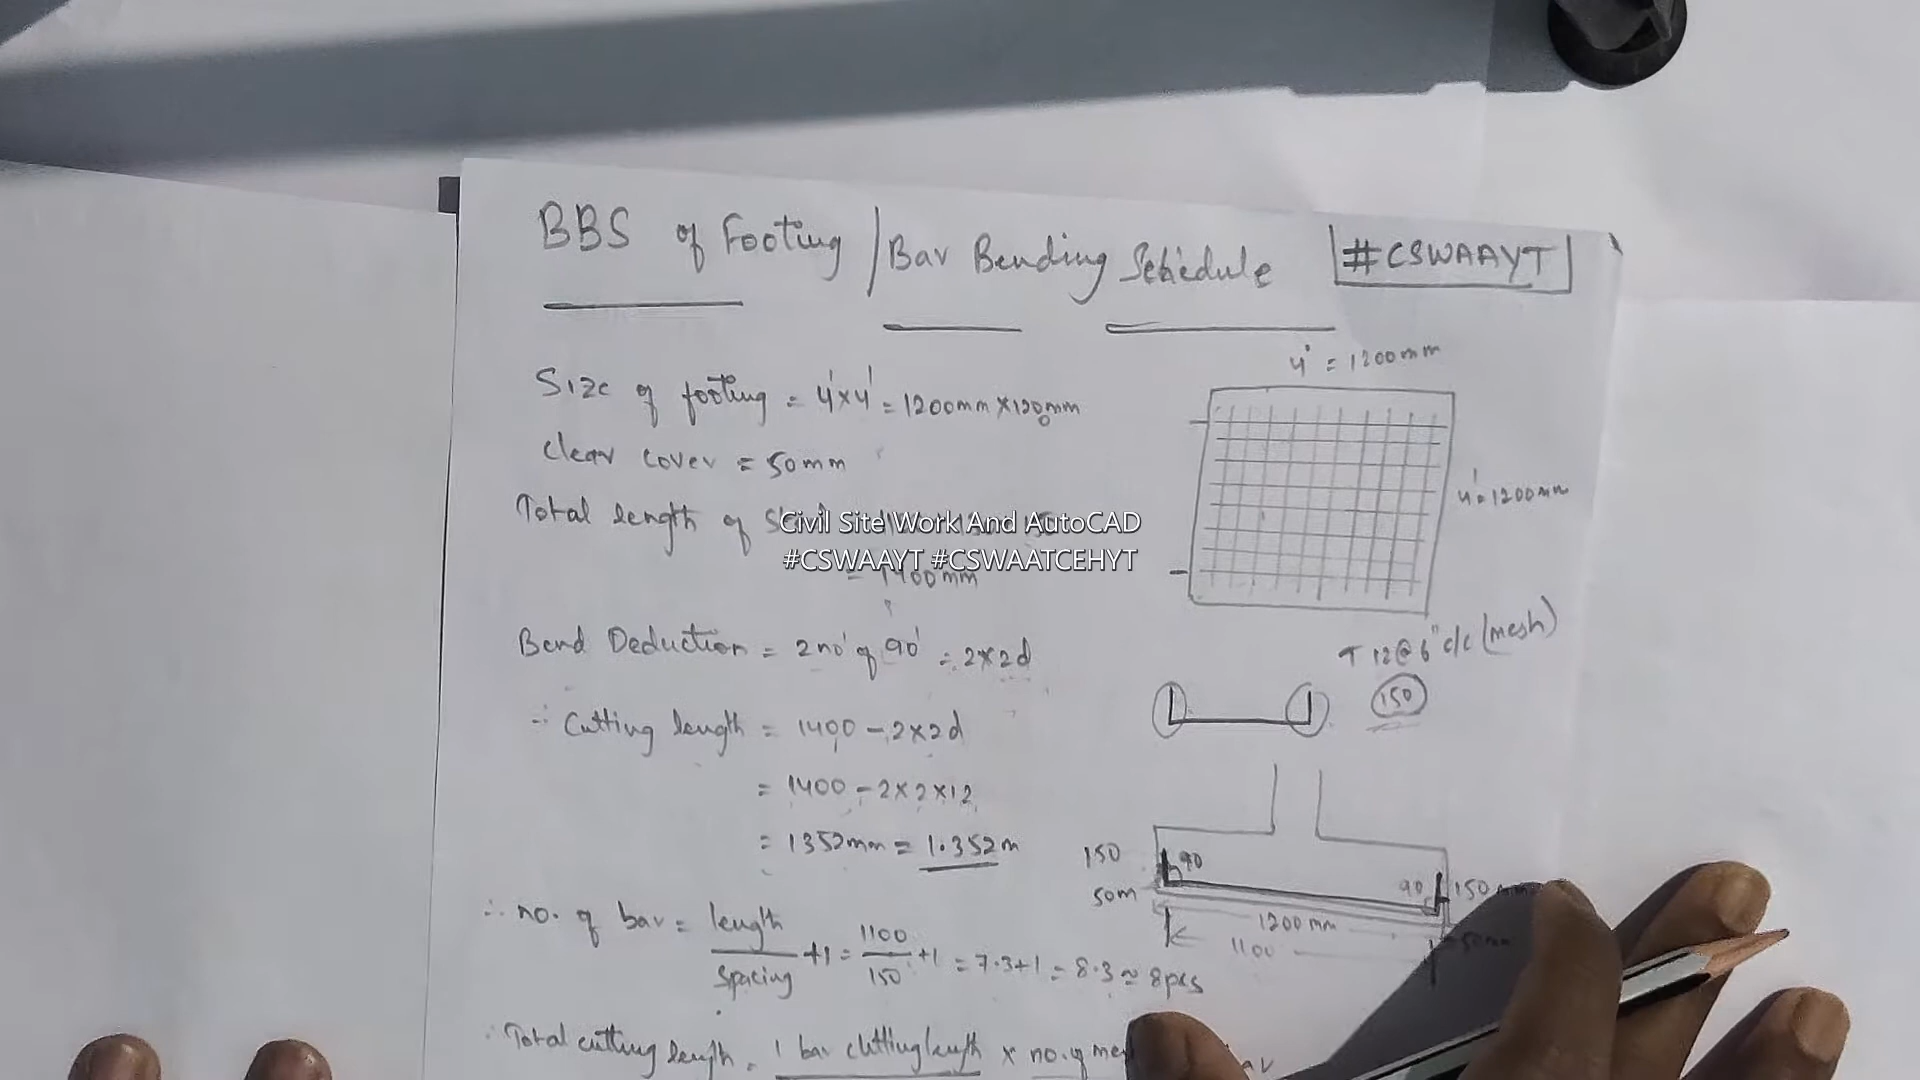 BBS of Footing / Bar Bending Schedule #CSWAAYT
4' = 1200mm
Size of footing = 4'x4' = 1200mm x 1200mm
Clear cover = 50mm
4' = 1200mm
Total length of
Civil Site Work And AutoCAD
#CSWAAYT #CSWAATCEHYT
= 1400mm
Bend Deduction = 2no' of 90' = 2x2d
T 12@ 6" c/c (mesh)
150
∴ Cutting length = 1400 - 2x2d
= 1400 - 2x2x12
= 1352mm = 1.352m
150 90
50m 90 150
1200mm
1100
50mm
∴ no. of bar = length/spacing +1 = 1100/150 +1 = 7.3+1 = 8.3 ≈ 8pcs
Total cutting length = 1 bar cutting length x no. of